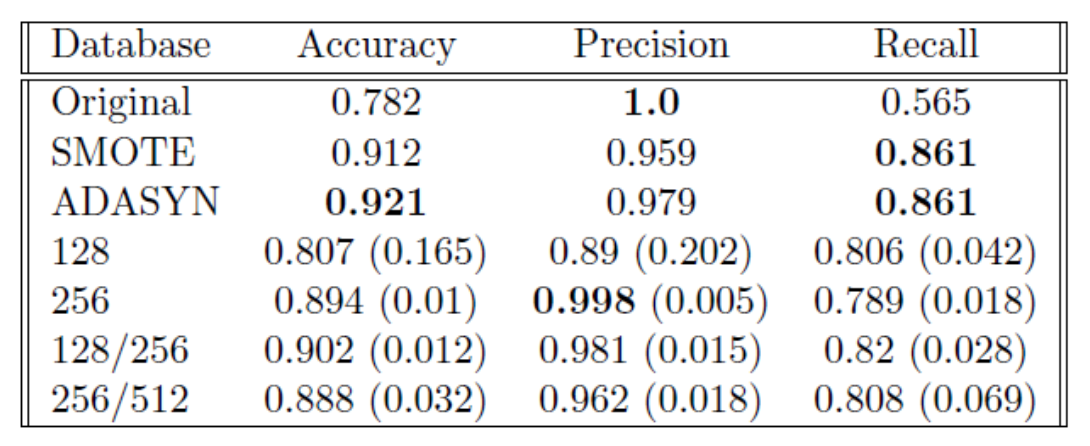 Database Accuracy Precision Recall
Original 0.782 1.0 0.565
SMOTE 0.912 0.959 0.861
ADASYN 0.921 0.979 0.861
128 0.807 (0.165) 0.89 (0.202) 0.806 (0.042)
256 0.894 (0.01) 0.998 (0.005) 0.789 (0.018)
128/256 0.902 (0.012) 0.981 (0.015) 0.82 (0.028)
256/512 0.888 (0.032) 0.962 (0.018) 0.808 (0.069)